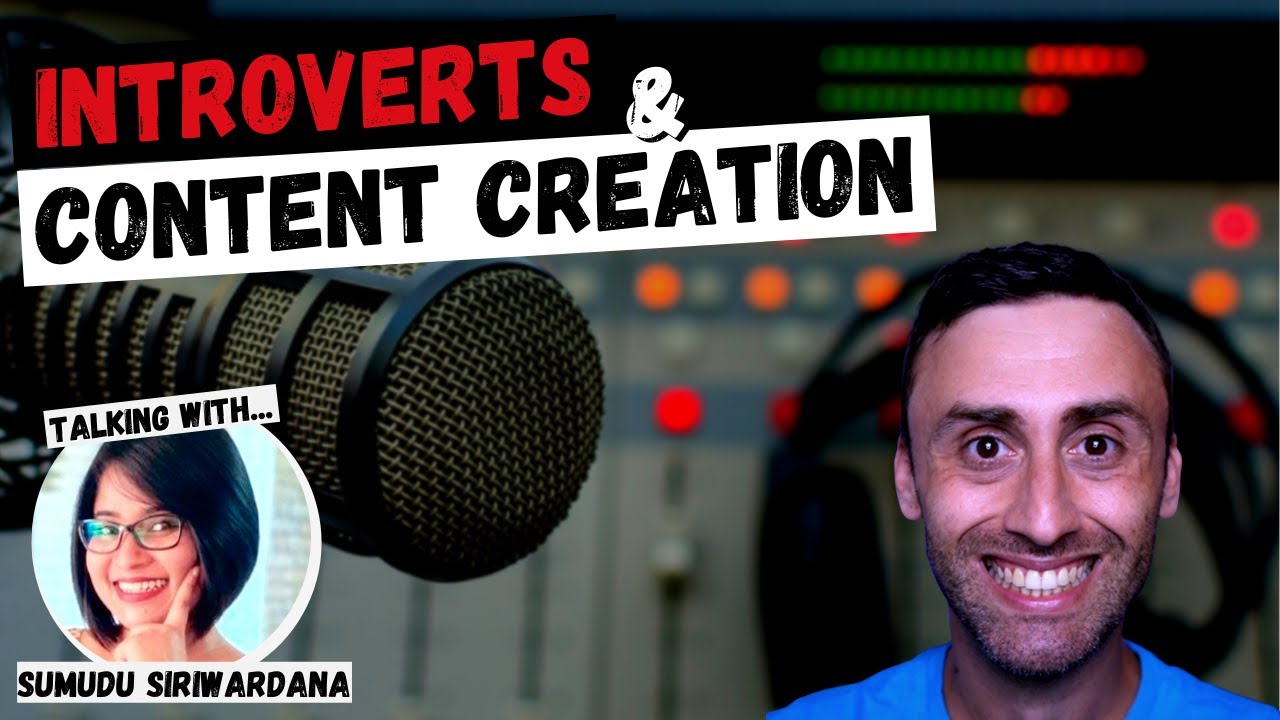 INTROVERTS &
CONTENT CREATION
TALKING WITH...
SUMUDU SIRIWARDANA